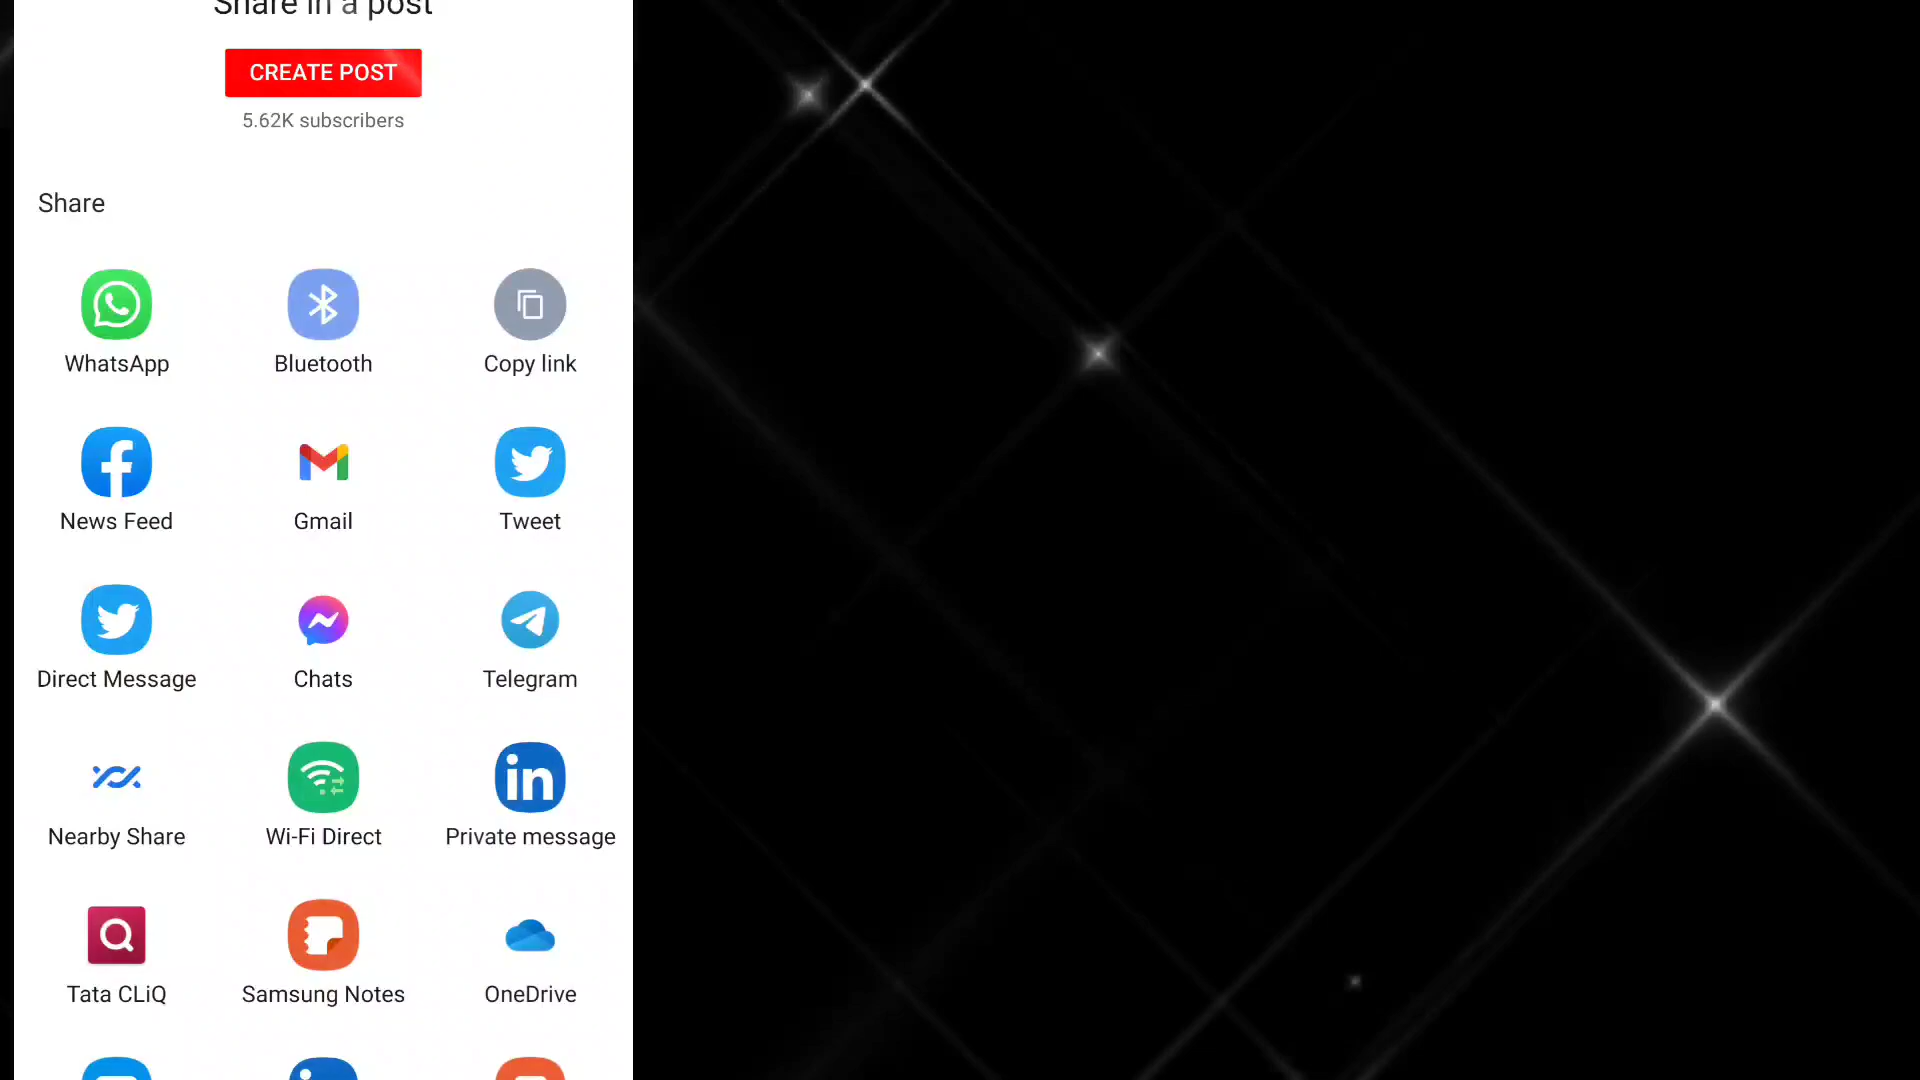 Share in a post
CREATE POST
5.62K subscribers
Share
WhatsApp
Bluetooth
Copy link
News Feed
Gmail
Tweet
Direct Message
Chats
Telegram
Nearby Share
Wi-Fi Direct
Private message
Tata CLiQ
Samsung Notes
OneDrive